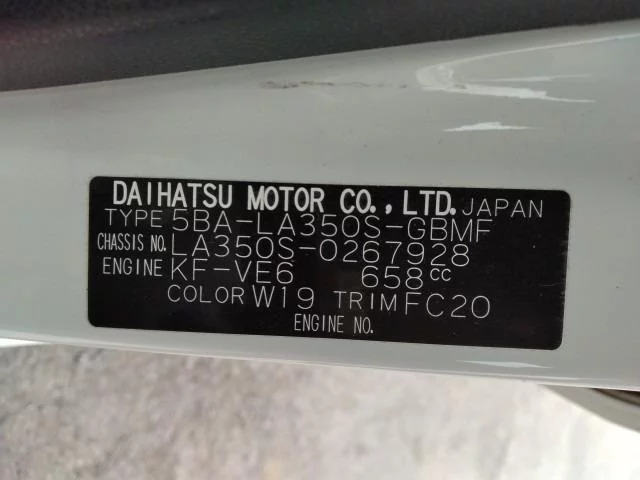 DAIHATSU MOTOR CO., LTD. JAPAN
TYPE 5BA-LA350S-GBMF
CHASSIS NO. LA350S-0267928
ENGINE KF-VE6 658cc
COLOR W19 TRIM FC20
ENGINE NO.